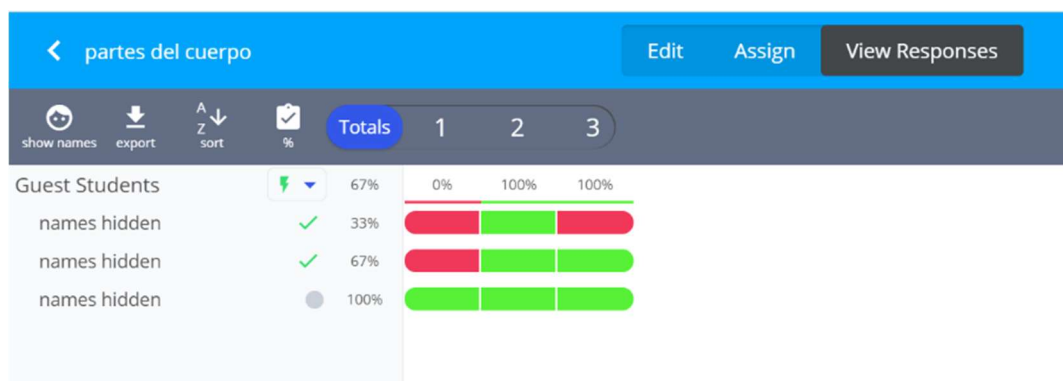 partes del cuerpo Edit Assign View Responses
show names export A Z sort % Totals 1 2 3
Guest Students 67% 0% 100% 100%
names hidden 33%
names hidden 67%
names hidden 100%